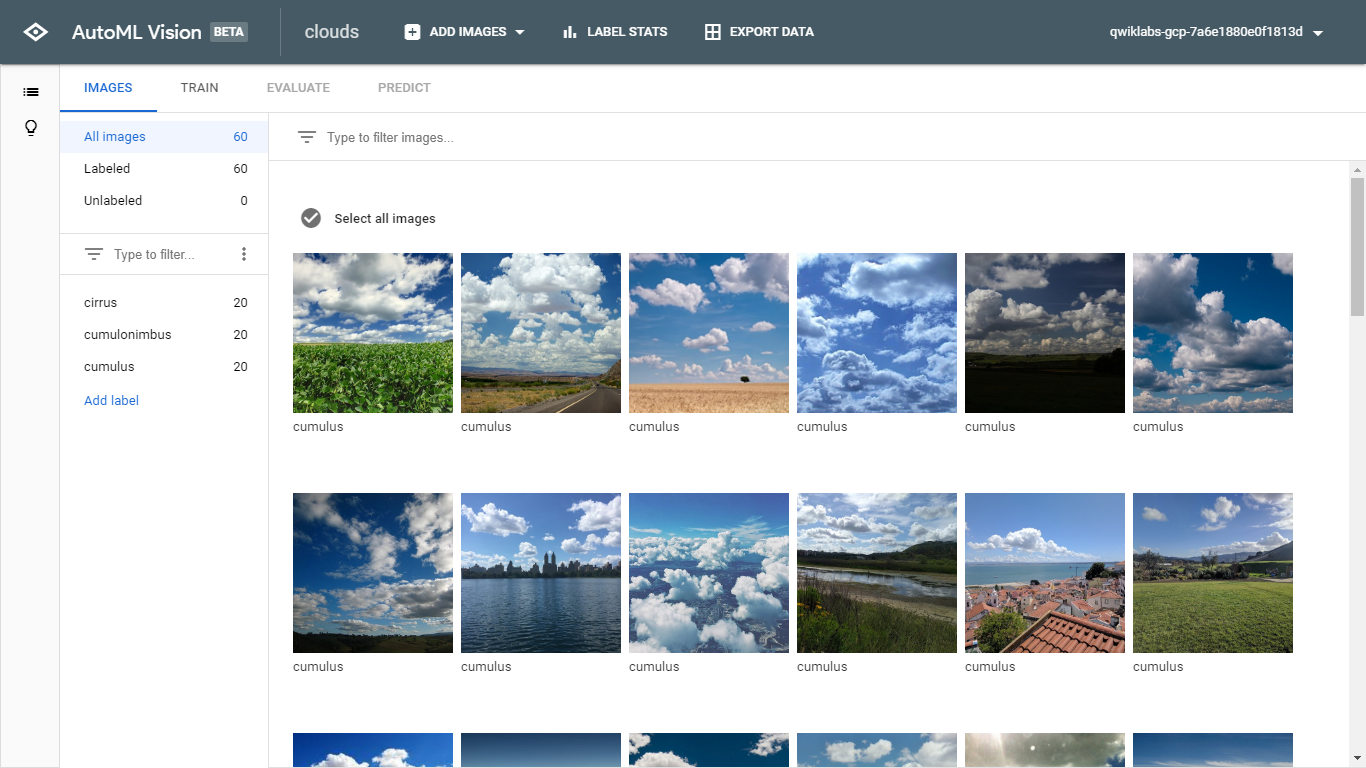 AutoML Vision BETA clouds ADD IMAGES LABEL STATS EXPORT DATA qwiklabs-gcp-7a6e1880e0f1813d
IMAGES TRAIN EVALUATE PREDICT
All images 60
Labeled 60
Unlabeled 0
Type to filter...
cirrus 20
cumulonimbus 20
cumulus 20
Add label
Type to filter images...
Select all images
cumulus cumulus cumulus cumulus cumulus cumulus
cumulus cumulus cumulus cumulus cumulus cumulus